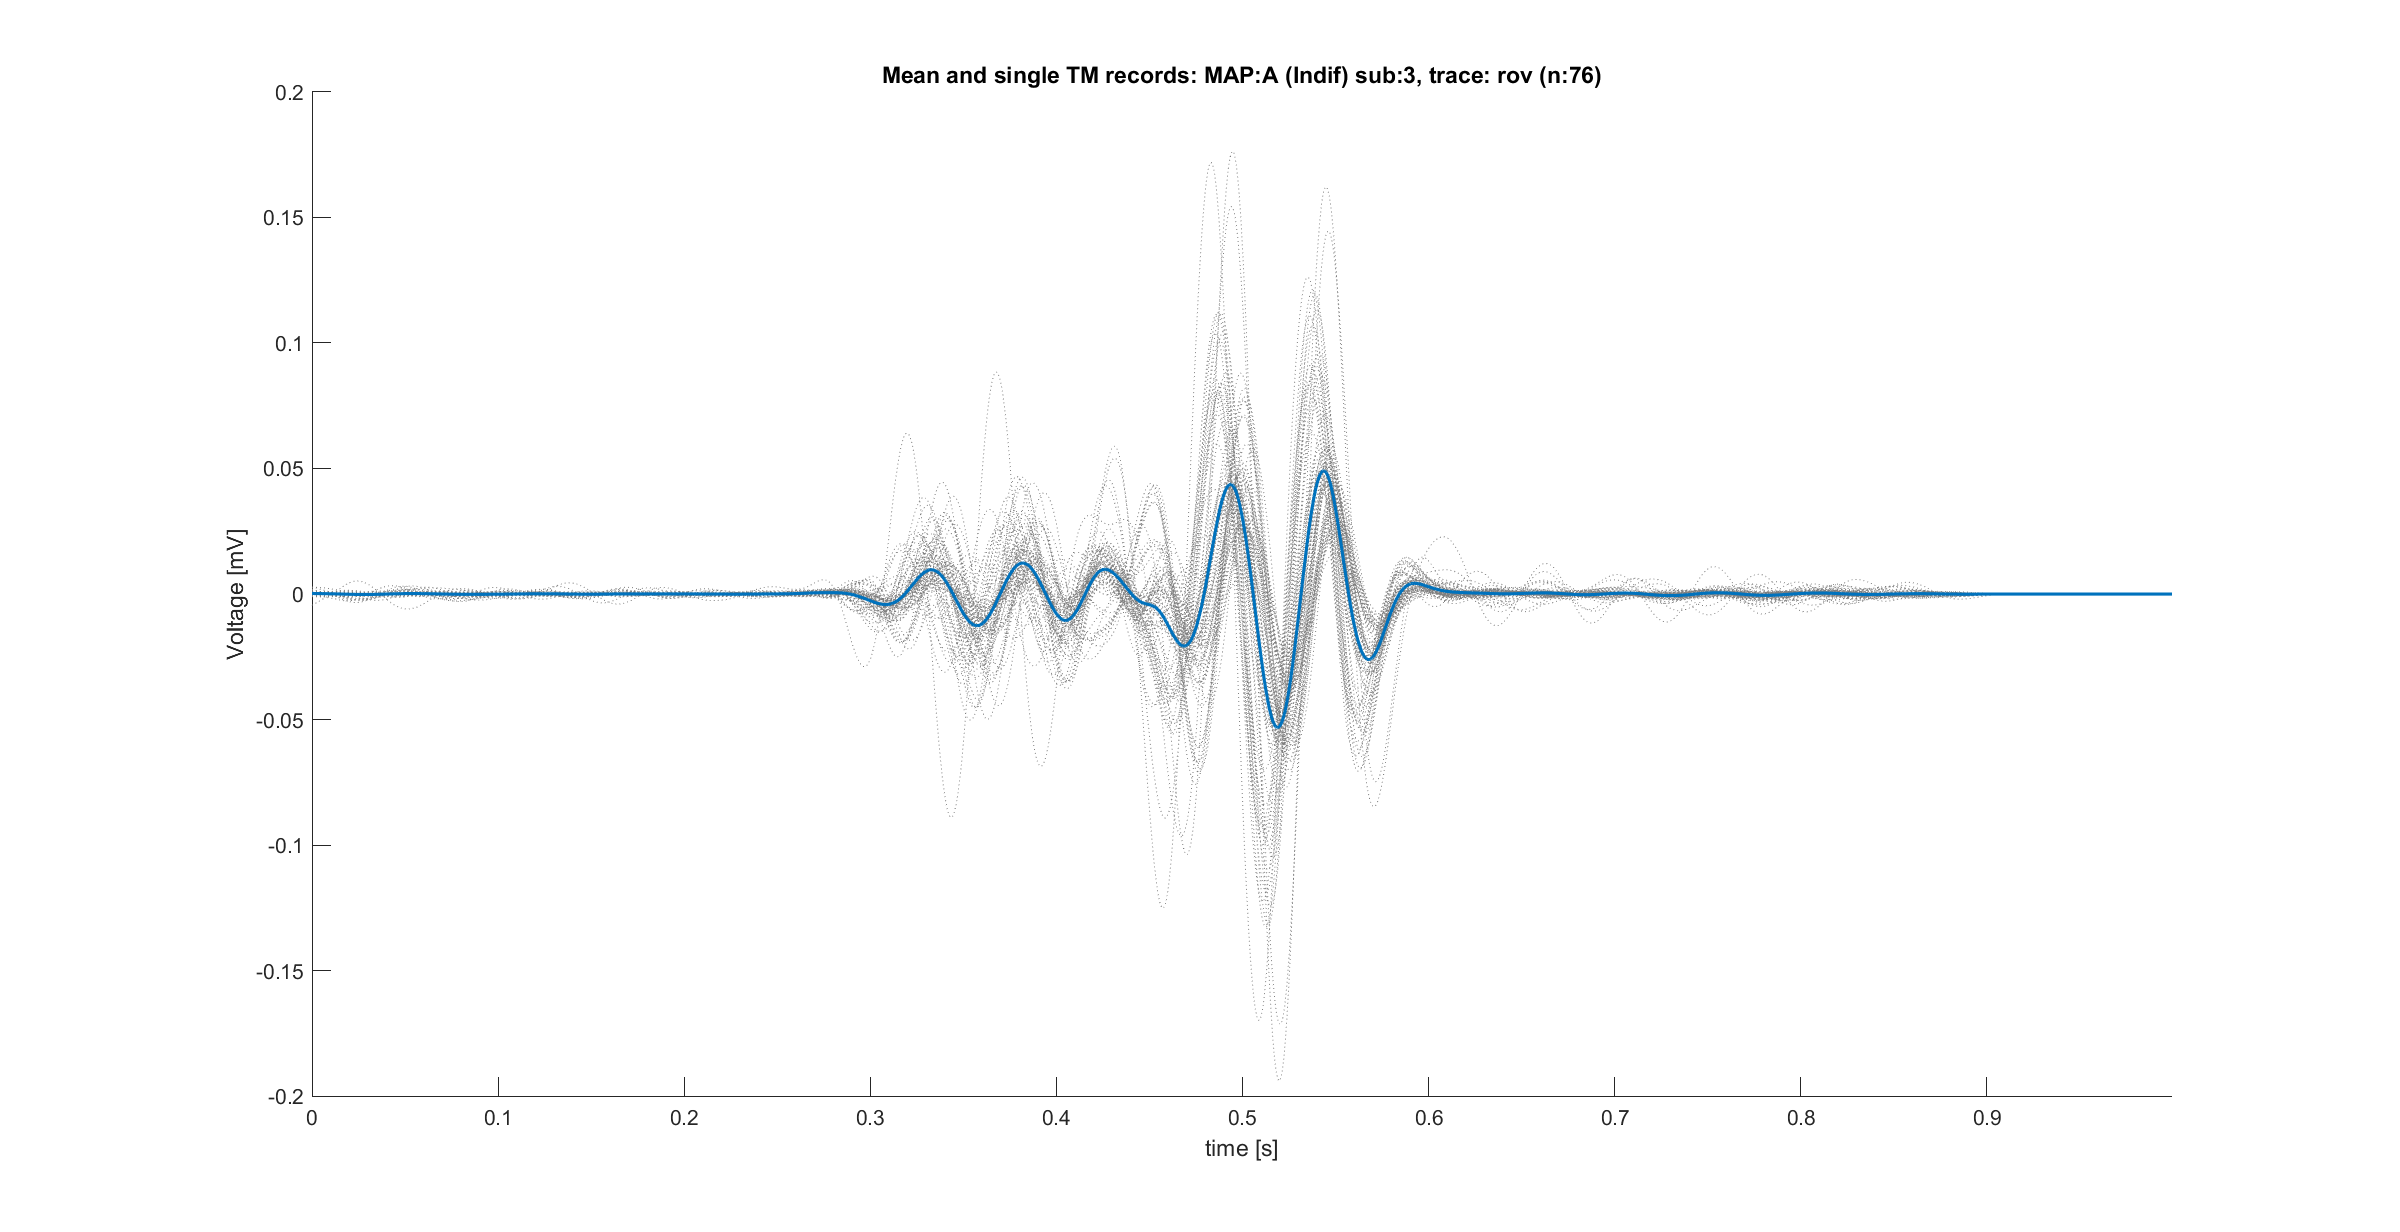 Mean and single TM records: MAP:A (Indif) sub:3, trace: rov (n:76)
0.2
0.15
0.1
0.05
0
-0.05
-0.1
-0.15
-0.2
Voltage [mV]
0 0.1 0.2 0.3 0.4 0.5 0.6 0.7 0.8 0.9
time [s]